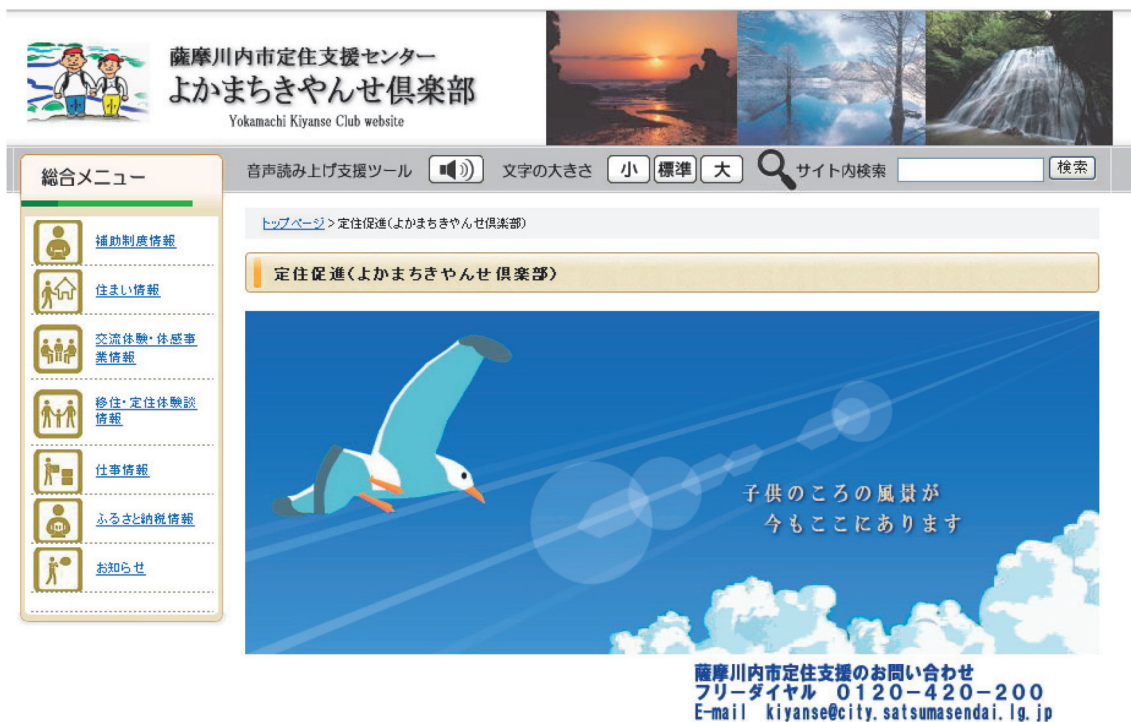 薩摩川内市定住支援センター
よかまちきやんせ倶楽部
Yokamachi Kiyanse Club website
総合メニュー
音声読み上げ支援ツール
文字の大きさ 小 標準 大
サイト内検索 検索
補助制度情報
住まい情報
交流体験・体感事
業情報
移住・定住体験談
情報
仕事情報
ふるさと納税情報
お知らせ
トップページ > 定住促進(よかまちきやんせ倶楽部)
定住促進(よかまちきやんせ倶楽部)
子供のころの風景が
今もここにあります
薩摩川内市定住支援のお問い合わせ
フリーダイヤル 0120-420-200
E-mail kiyanse@city.satsumasendai.lg.jp
小 小